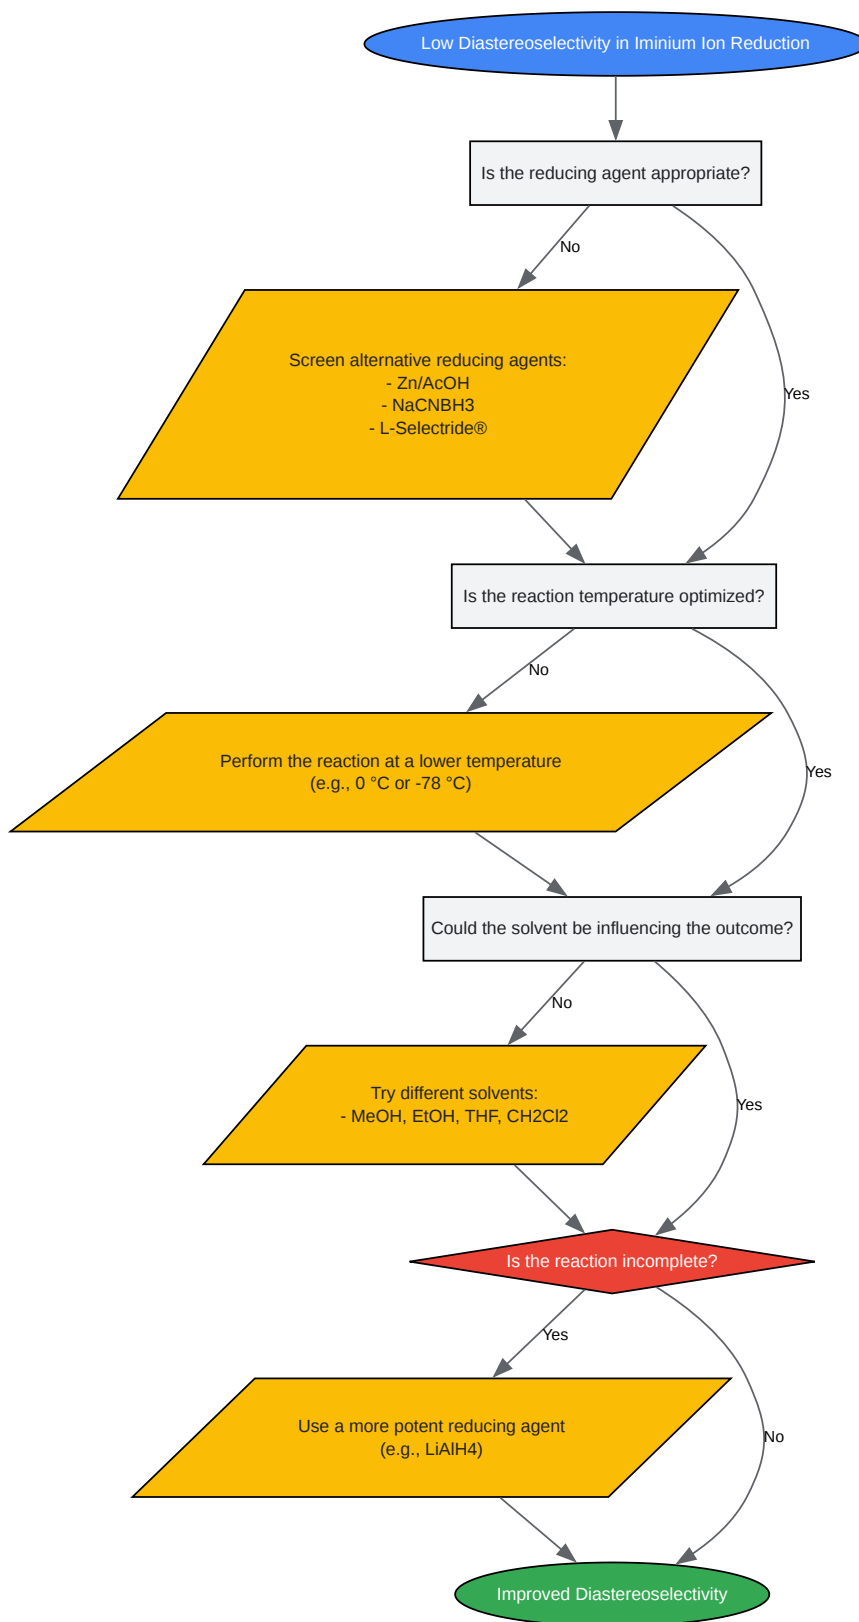 Low Diastereoselectivity in Iminium Ion Reduction
Is the reducing agent appropriate?
No
Screen alternative reducing agents:
- Zn/AcOH
- NaCNBH3
- L-Selectride®
Yes
Is the reaction temperature optimized?
No
Perform the reaction at a lower temperature
(e.g., 0 °C or -78 °C)
Yes
Could the solvent be influencing the outcome?
No
Try different solvents:
- MeOH, EtOH, THF, CH2Cl2
Yes
Is the reaction incomplete?
Yes
Use a more potent reducing agent
(e.g., LiAlH4)
No
Improved Diastereoselectivity